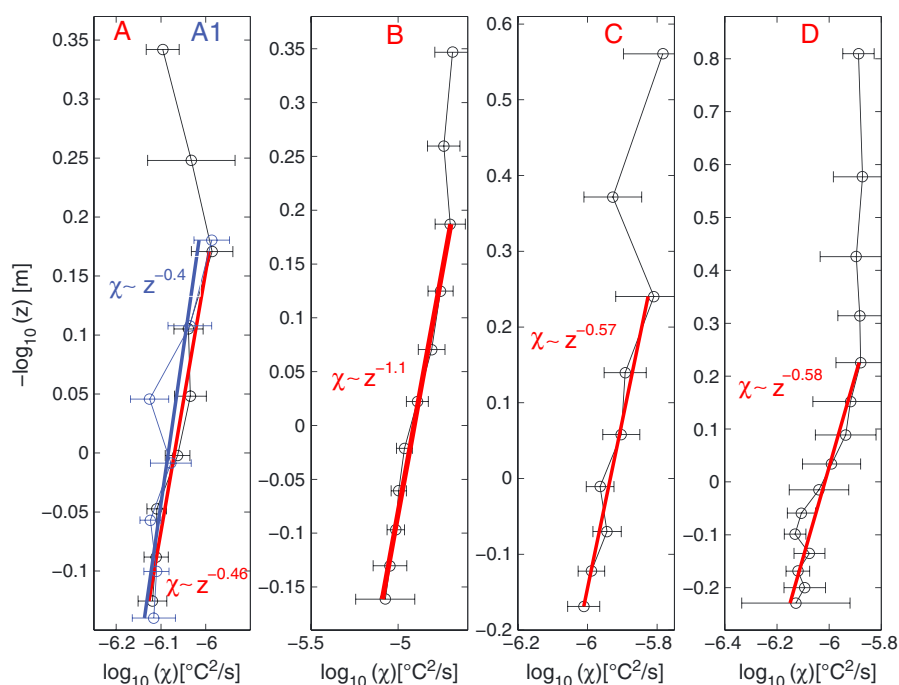 A A1 B C D
0.35 0.3 0.25 0.2 0.15 0.1 0.05 0 −0.05 −0.1
0.35 0.3 0.25 0.2 0.15 0.1 0.05 0 −0.05 −0.1 −0.15
0.6 0.5 0.4 0.3 0.2 0.1 0 −0.1 −0.2
0.8 0.7 0.6 0.5 0.4 0.3 0.2 0.1 0 −0.1 −0.2
−log₁₀(z) [m]
χ~ z⁻⁰·⁴
χ~ z⁻⁰·⁴⁶
χ~ z⁻¹·¹
χ~ z⁻⁰·⁵⁷
χ~ z⁻⁰·⁵⁸
−6.2 −6.1 −6
−5.5 −5
−6 −5.8
−6.4 −6.2 −6 −5.8
log₁₀ (χ)[°C²/s] log₁₀ (χ)[°C²/s] log₁₀ (χ)[°C²/s] log₁₀ (χ)[°C²/s]